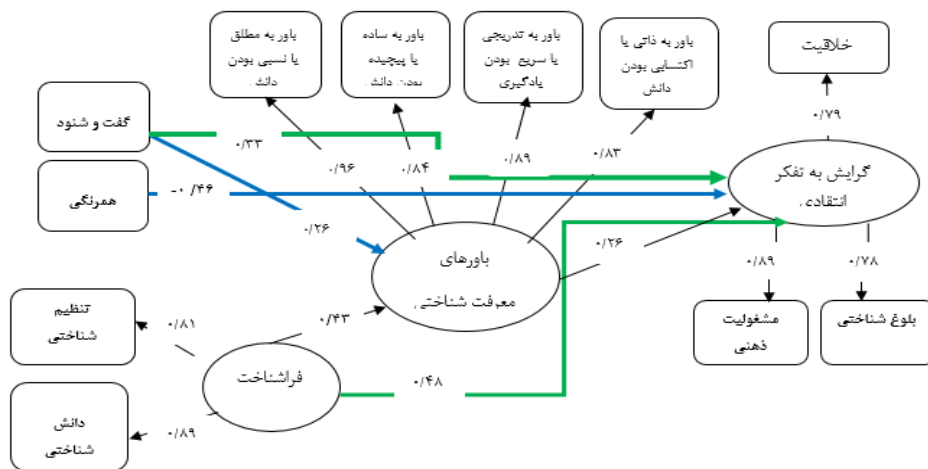 باور به مطلق
یا نسبی بودن
دانش.
باور به ساده
یا پیچیده
بودن دانش.
باور به تدریجی
یا سریع بودن
یادگیری
باور به ذاتی یا
اکتسابی بودن
دانش
خلاقیت
گفت و شنود
همرنگی
۰/۳۳
-۰/۴۶
۰/۲۶
۰/۹۶
۰/۸۴
۰/۸۹
۰/۸۳
۰/۷۹
گرایش به تفکر
انتقادی.
باورهای
معرفت شناختی.
۰/۲۶
۰/۸۹
۰/۷۸
مشغولیت
ذهنی
بلوغ شناختی
تنظیم
شناختی
۰/۸۱
۰/۴۳
فراشناخت
۰/۴۸
دانش
شناختی
۰/۸۹